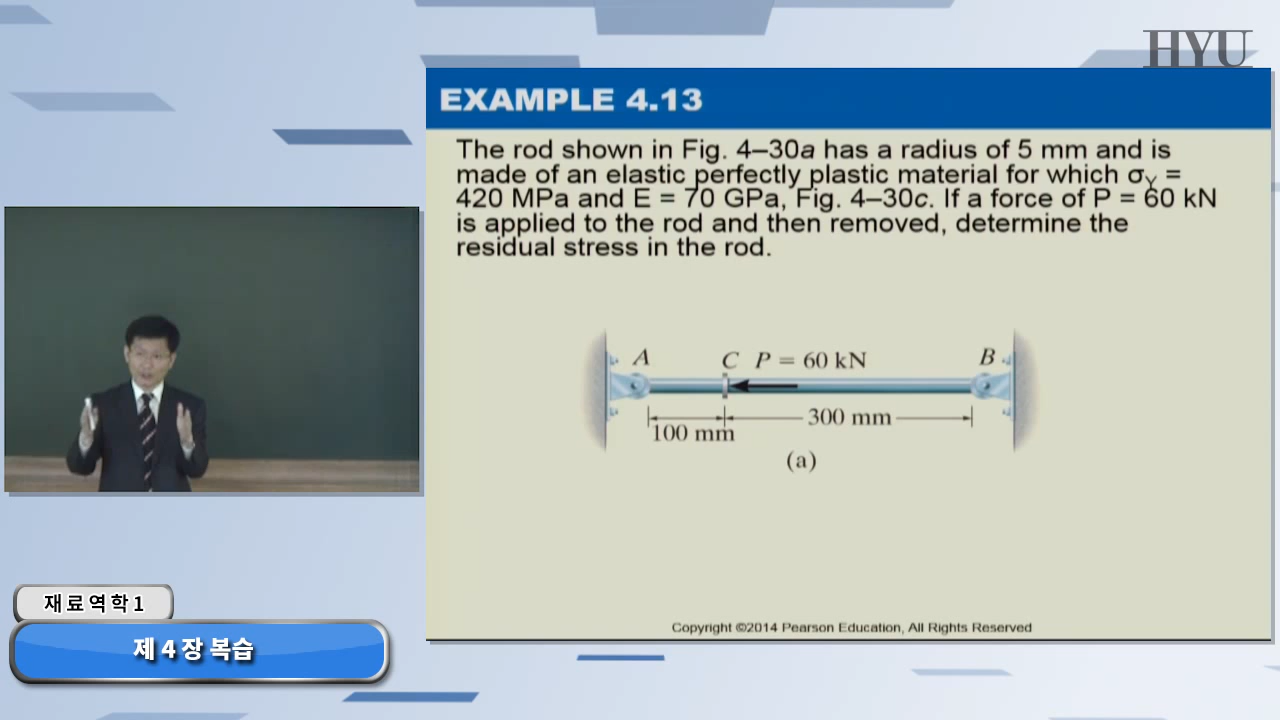 HYU
EXAMPLE 4.13
The rod shown in Fig. 4–30a has a radius of 5 mm and is
made of an elastic perfectly plastic material for which σY =
420 MPa and E = 70 GPa, Fig. 4–30c. If a force of P = 60 kN
is applied to the rod and then removed, determine the
residual stress in the rod.
A C P = 60 kN B
300 mm
100 mm
(a)
재료역학1
제 4 장 복습
Copyright ©2014 Pearson Education, All Rights Reserved